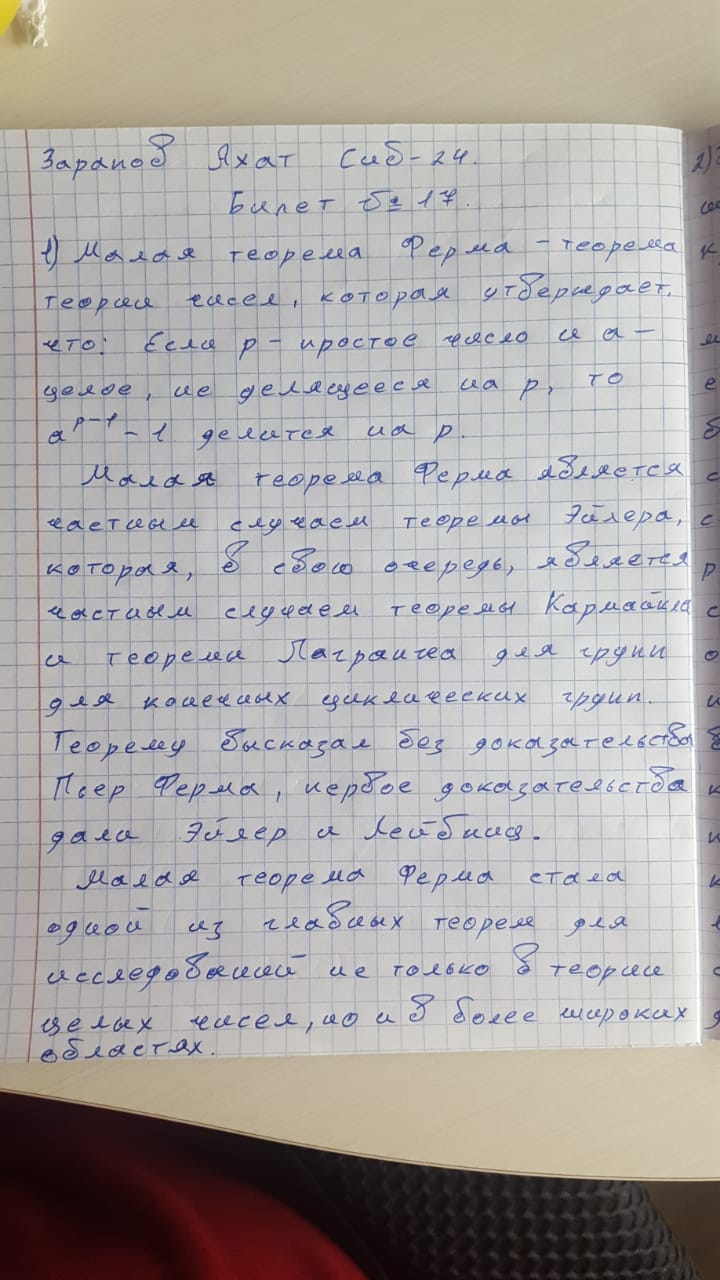 Зарапов Яхат Сиб-24.
Билет № 17.
1) Малая теорема Ферма - теорема
теории чисел, которая утверждает,
что: Если p - простое число и a -
целое, не делящееся на p, то
a^(p-1) - 1 делится на p.
Малая теорема Ферма является
частным случаем теоремы Эйлера,
которая, в свою очередь, является
частным случаем теоремы Кармайкла
и теоремы Лагранжа для групп
для конечных циклических групп.
Теорему высказал без доказательства
Пьер Ферма, первое доказательства
дали Эйлер и Лейбниц.
Малая теорема Ферма стала
одной из главных теорем для
исследований не только в теории
целых чисел, но и в более широких
областях.
2)